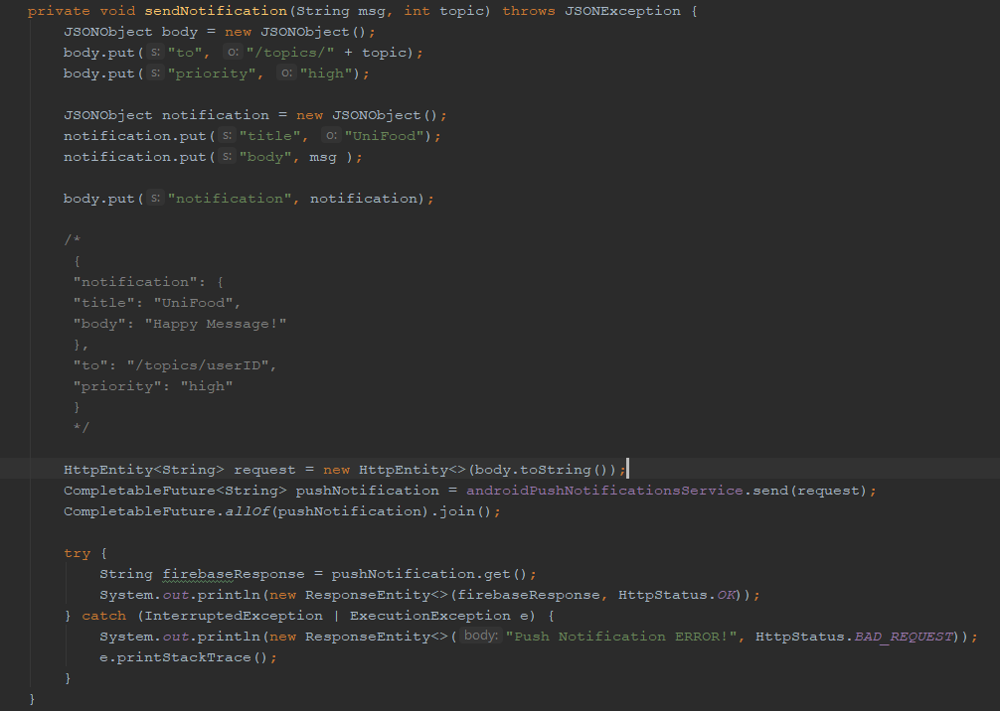 private void sendNotification(String msg, int topic) throws JSONException {
JSONObject body = new JSONObject();
body.put( s: "to", o: "/topics/" + topic);
body.put( s: "priority", o: "high");
JSONObject notification = new JSONObject();
notification.put( s: "title", o: "UniFood");
notification.put( s: "body", msg );
body.put( s: "notification", notification);
/*
{
"notification": {
"title": "UniFood",
"body": "Happy Message!"
},
"to": "/topics/userID",
"priority": "high"
}
*/
HttpEntity<String> request = new HttpEntity<>(body.toString());
CompletableFuture<String> pushNotification = androidPushNotificationsService.send(request);
CompletableFuture.allOf(pushNotification).join();
try {
String firebaseResponse = pushNotification.get();
System.out.println(new ResponseEntity<>(firebaseResponse, HttpStatus.OK));
} catch (InterruptedException | ExecutionException e) {
System.out.println(new ResponseEntity<>( body: "Push Notification ERROR!", HttpStatus.BAD_REQUEST));
e.printStackTrace();
}
}